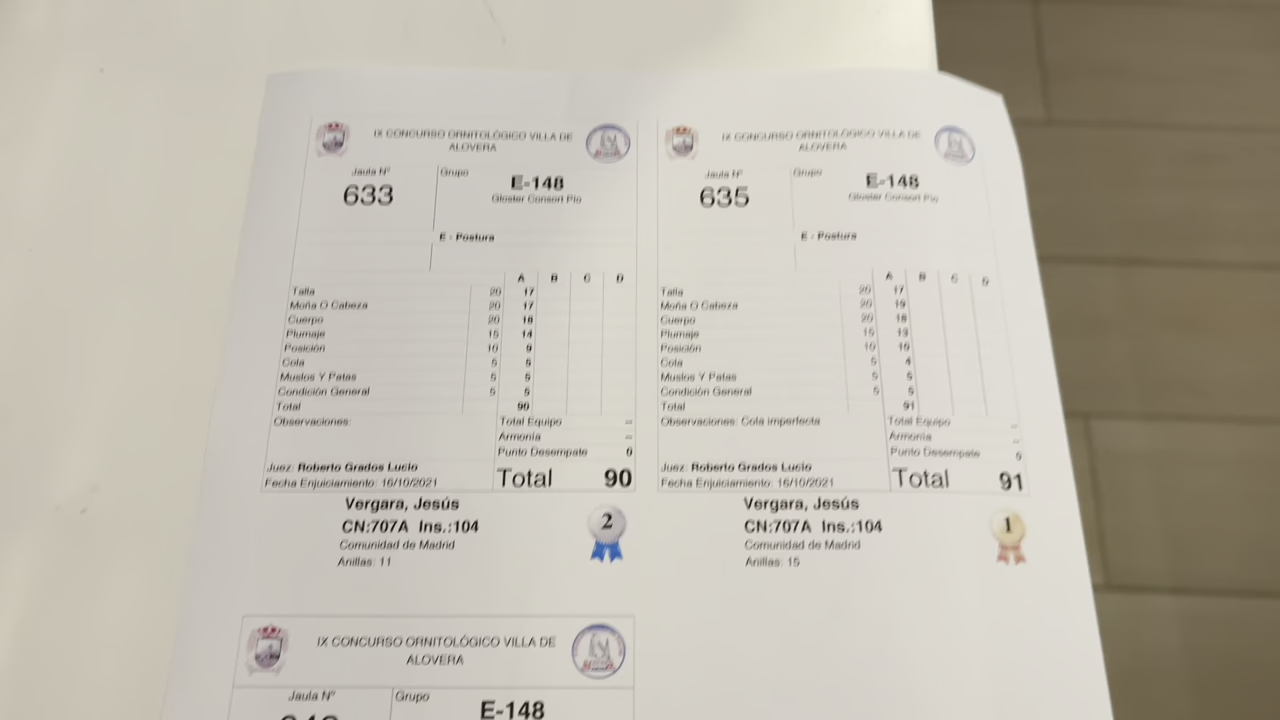 IX CONCURSO ORNITOLÓGICO VILLA DE
ALOVERA
Jaula Nº
633
Grupo
E-148
Gloster Consort Pio
E - Postura
A B C D
Talla 20 17
Moña O Cabeza 20 17
Cuerpo 20 18
Plumaje 15 14
Posición 10 9
Cola 5 5
Muslos Y Patas 5 5
Condición General 5 5
Total 90
Observaciones:
Total Equipo --
Armonía --
Punto Desempate 0
Juez: Roberto Grados Lucio
Fecha Enjuiciamiento: 16/10/2021
Total 90
Vergara, Jesús
CN:707A Ins.:104
Comunidad de Madrid
Anillas: 11
2
IX CONCURSO ORNITOLÓGICO VILLA DE
ALOVERA
Jaula Nº
635
Grupo
E-148
Gloster Consort Pio
E - Postura
A B C D
Talla 20 17
Moña O Cabeza 20 19
Cuerpo 20 18
Plumaje 15 13
Posición 10 10
Cola 5 4
Muslos Y Patas 5 5
Condición General 5 5
Total 91
Observaciones: Cola imperfecta
Total Equipo --
Armonía --
Punto Desempate
Juez: Roberto Grados Lucio
Fecha Enjuiciamiento: 16/10/2021
Total 91
Vergara, Jesús
CN:707A Ins.:104
Comunidad de Madrid
Anillas: 15
1
IX CONCURSO ORNITOLÓGICO VILLA DE
ALOVERA
Jaula Nº
Grupo
E-148